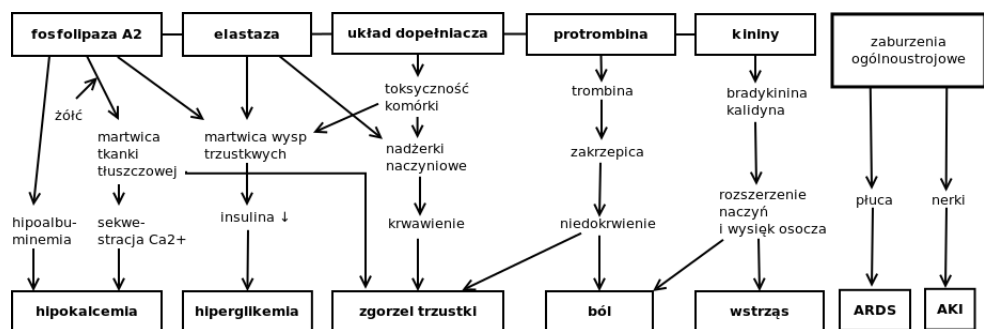 fosfolipaza A2
elastaza
układ dopełniacza
protrombina
kininy
zaburzenia
ogólnoustrojowe
żółć
martwica
tkanki
tłuszczowej
martwica wysp
trzustkwych
toksyczność
komórki
nadżerki
naczyniowe
trombina
zakrzepica
bradykinina
kalidyna
hipoalbu-
minemia
sekwe-
stracja Ca2+
insulina ↓
krwawienie
niedokrwienie
rozszerzenie
naczyń
i wysięk osocza
płuca
nerki
hipokalcemia
hiperglikemia
zgorzel trzustki
ból
wstrząs
ARDS
AKI